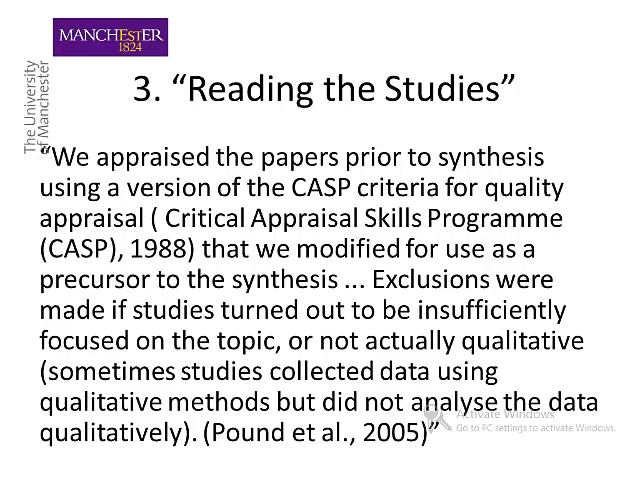 MANCHESTER
1824
The University
of Manchester
3. “Reading the Studies”
“We appraised the papers prior to synthesis
using a version of the CASP criteria for quality
appraisal ( Critical Appraisal Skills Programme
(CASP), 1988) that we modified for use as a
precursor to the synthesis ... Exclusions were
made if studies turned out to be insufficiently
focused on the topic, or not actually qualitative
(sometimes studies collected data using
qualitative methods but did not analyse the data
qualitatively). (Pound et al., 2005)”
Activate Windows
Go to PC settings to activate Windows.